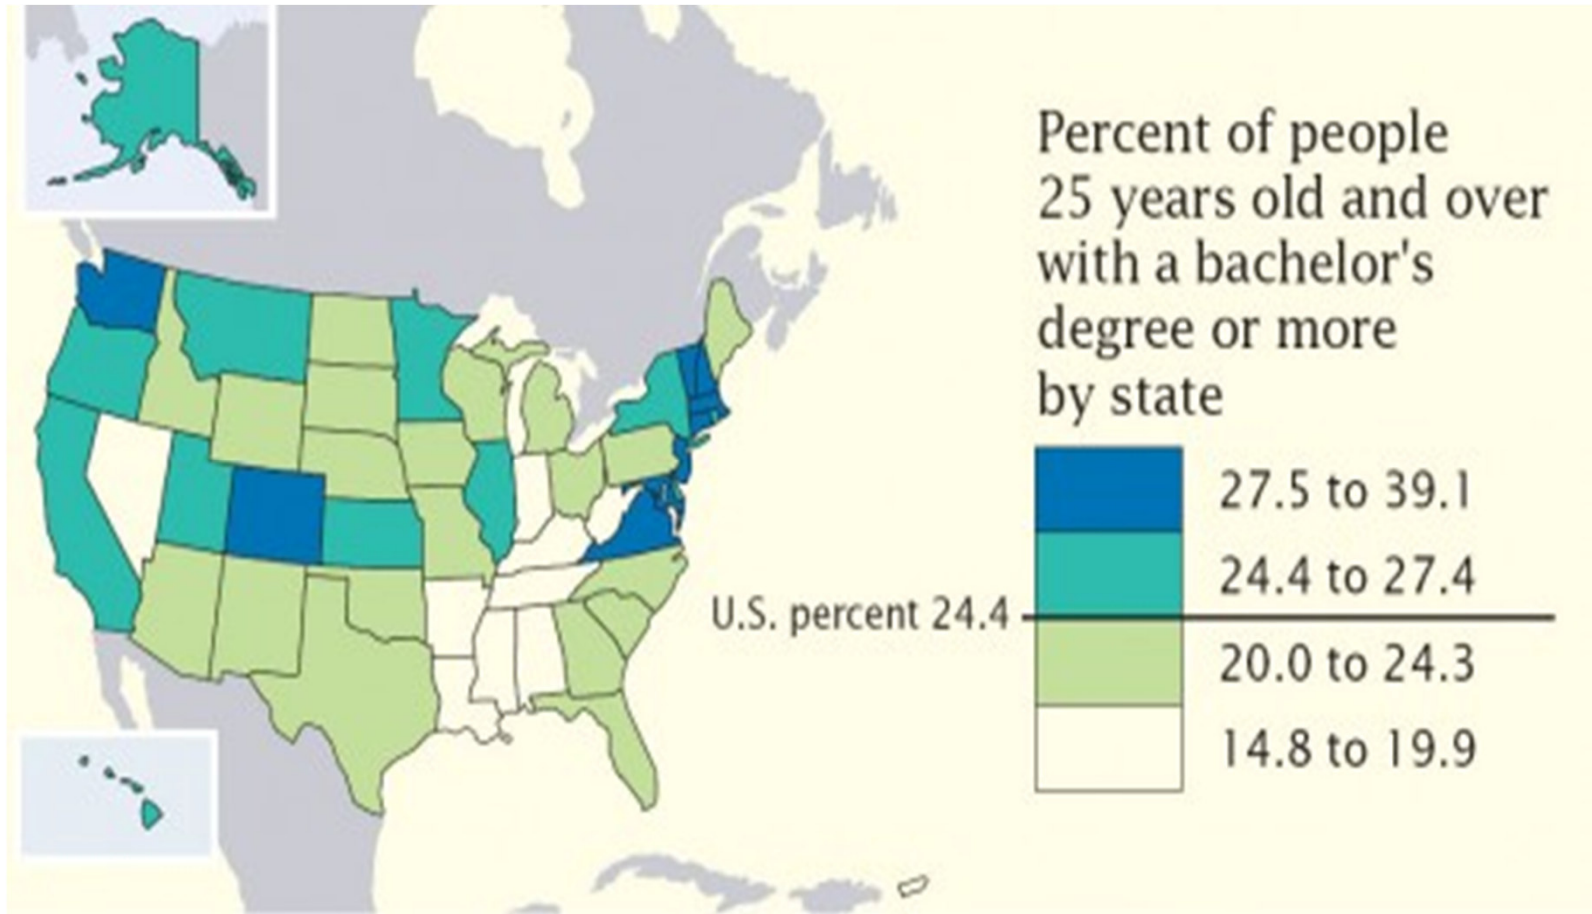 Percent of people
25 years old and over
with a bachelor's
degree or more
by state
27.5 to 39.1
24.4 to 27.4
U.S. percent 24.4
20.0 to 24.3
14.8 to 19.9